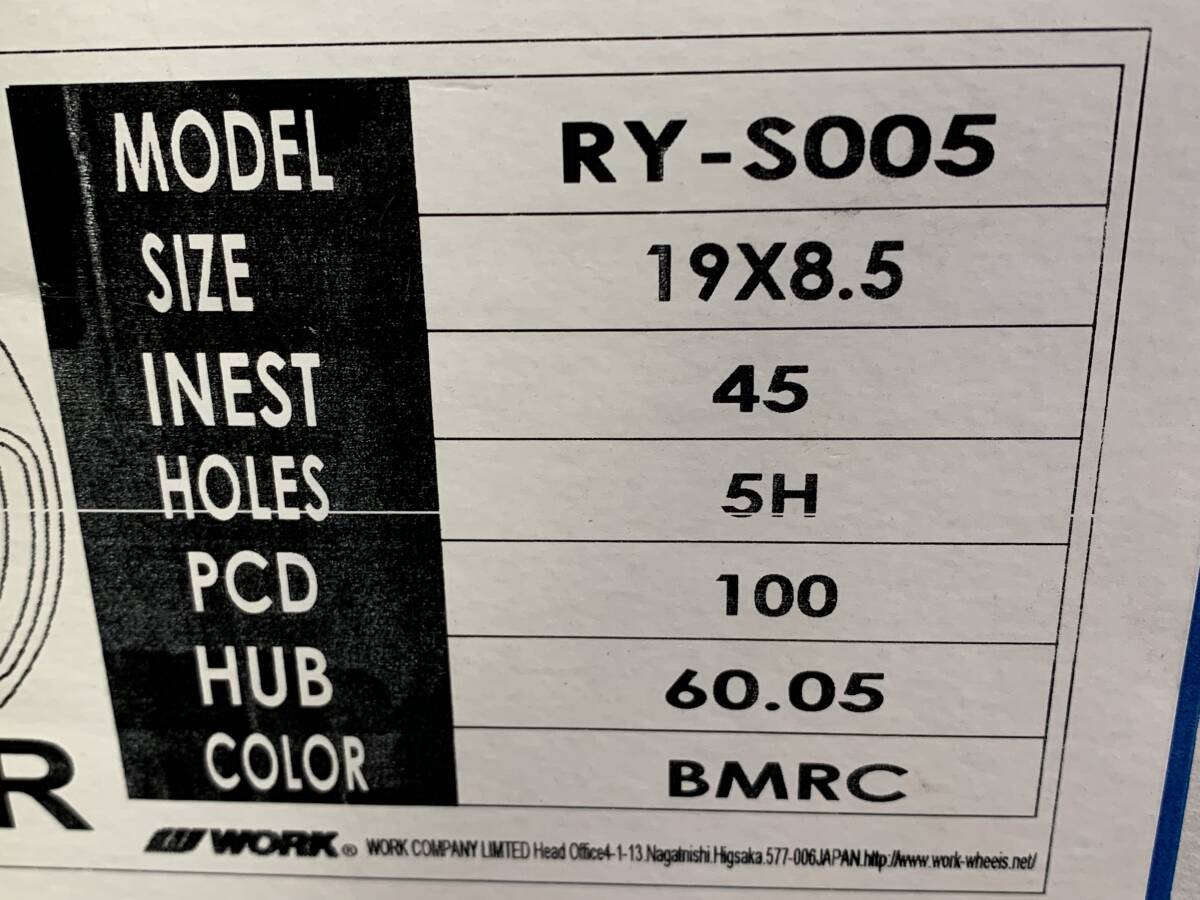 MODEL RY-S005
SIZE 19X8.5
INEST 45
HOLES 5H
PCD 100
HUB 60.05
COLOR BMRC
R
WORK® WORK COMPANY LIMTED Head Office4-1-13.Nagatnishi.Higsaka.577-006JAPAN.http://www.work-wheeis.net/